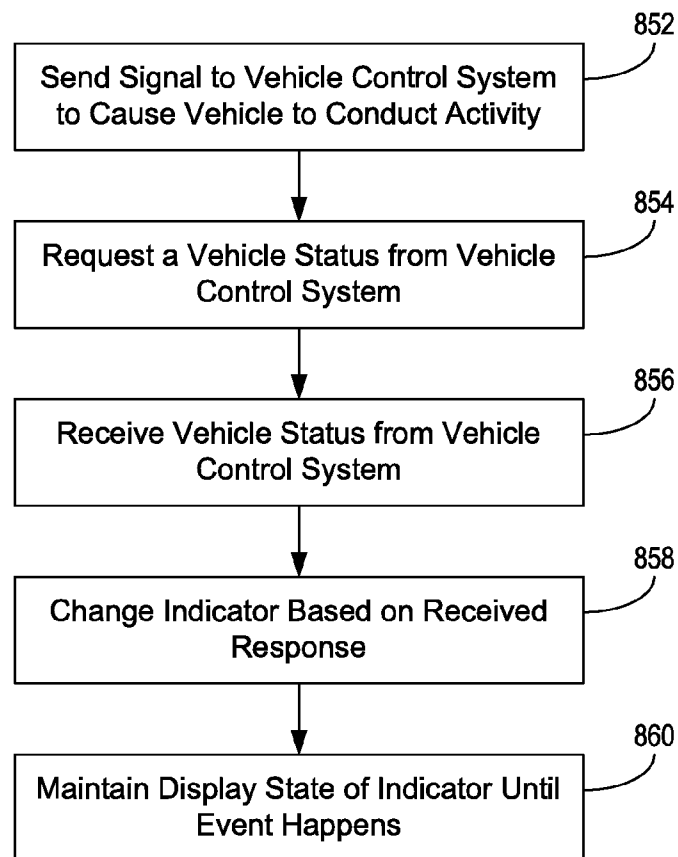 852
Send Signal to Vehicle Control System
to Cause Vehicle to Conduct Activity
854
Request a Vehicle Status from Vehicle
Control System
856
Receive Vehicle Status from Vehicle
Control System
858
Change Indicator Based on Received
Response
860
Maintain Display State of Indicator Until
Event Happens